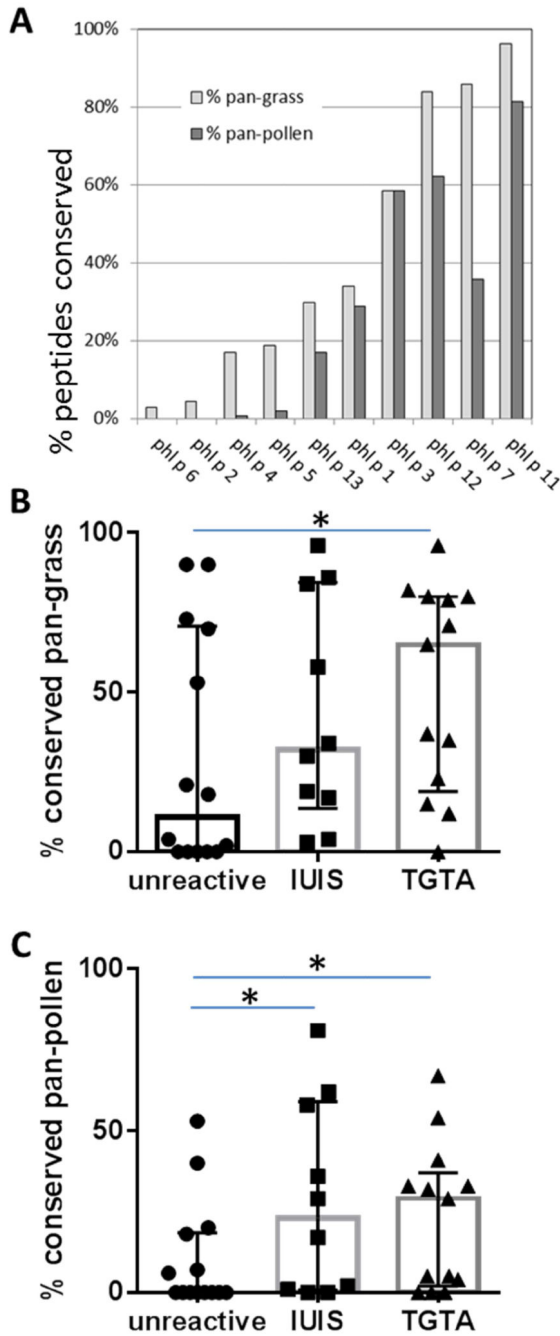 A
100%
80%
60%
40%
20%
0%
% peptides conserved
% pan-grass
% pan-pollen
phl p 6
phl p 2
phl p 4
phl p 5
phl p 13
phl p 1
phl p 3
phl p 12
phl p 7
phl p 11
B
% conserved pan-grass
100
50
0
*
unreactive
IUIS
TGTA
C
% conserved pan-pollen
100
50
0
*
*
unreactive
IUIS
TGTA